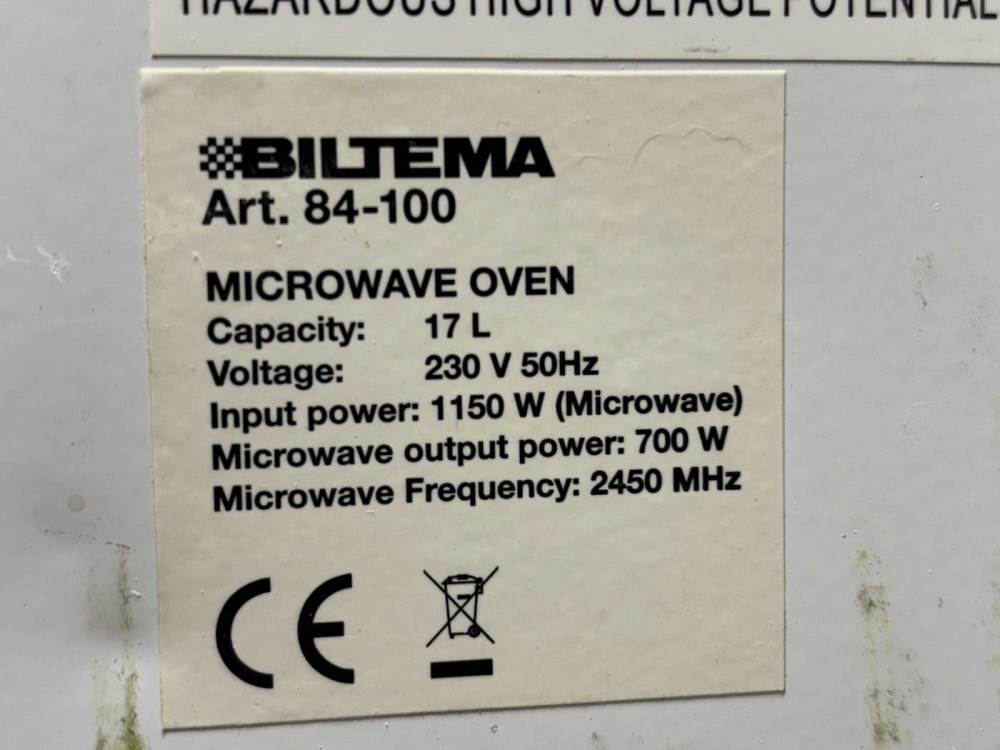 HAZARDOUS HIGH VOLTAGE POTENTIAL
BILTEMA
Art. 84-100
MICROWAVE OVEN
Capacity: 17 L
Voltage: 230 V 50Hz
Input power: 1150 W (Microwave)
Microwave output power: 700 W
Microwave Frequency: 2450 MHz
CE